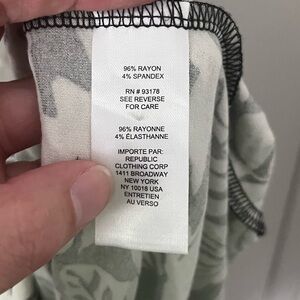 96% RAYON
4% SPANDEX
RN # 93178
SEE REVERSE
FOR CARE
96% RAYONNE
4% ÉLASTHANNE
IMPORTE PAR:
REPUBLIC
CLOTHING CORP
1411 BROADWAY
NEW YORK
NY 10018 USA
ENTRETIEN
AU VERSO